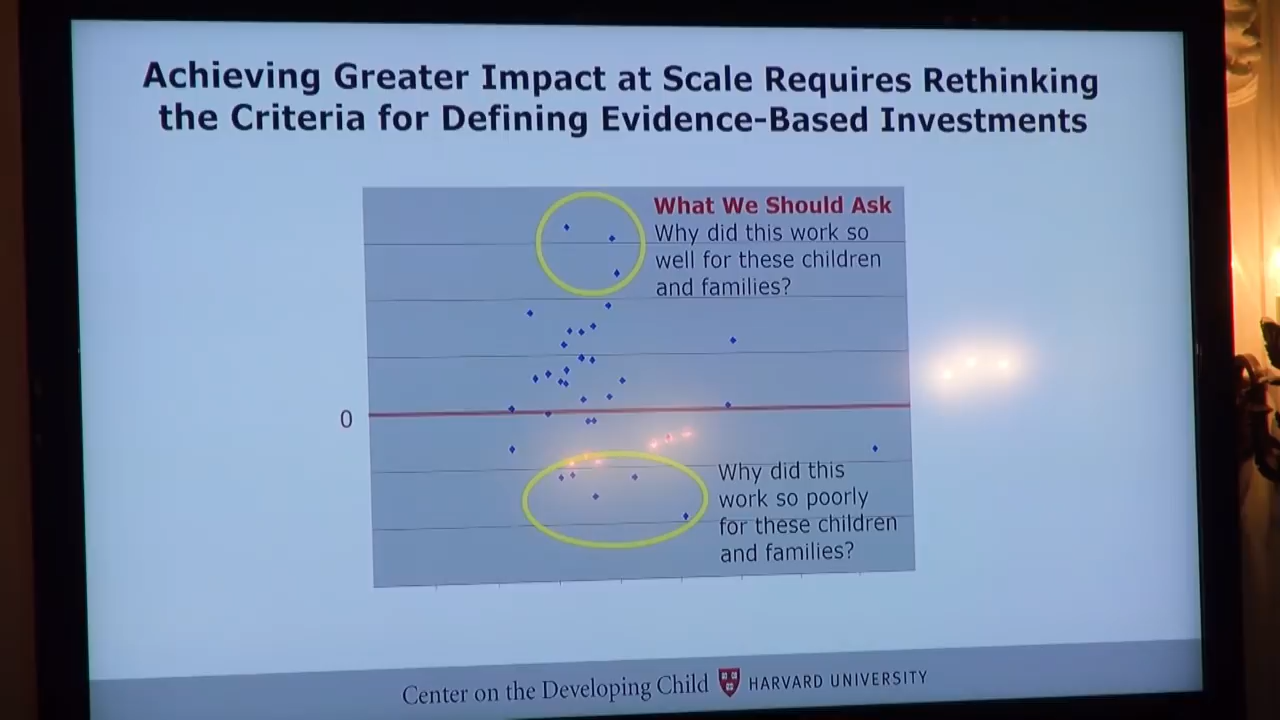 Achieving Greater Impact at Scale Requires Rethinking
the Criteria for Defining Evidence-Based Investments
What We Should Ask
Why did this work so
well for these children
and families?
0
Why did this
work so poorly
for these children
and families?
Center on the Developing Child HARVARD UNIVERSITY